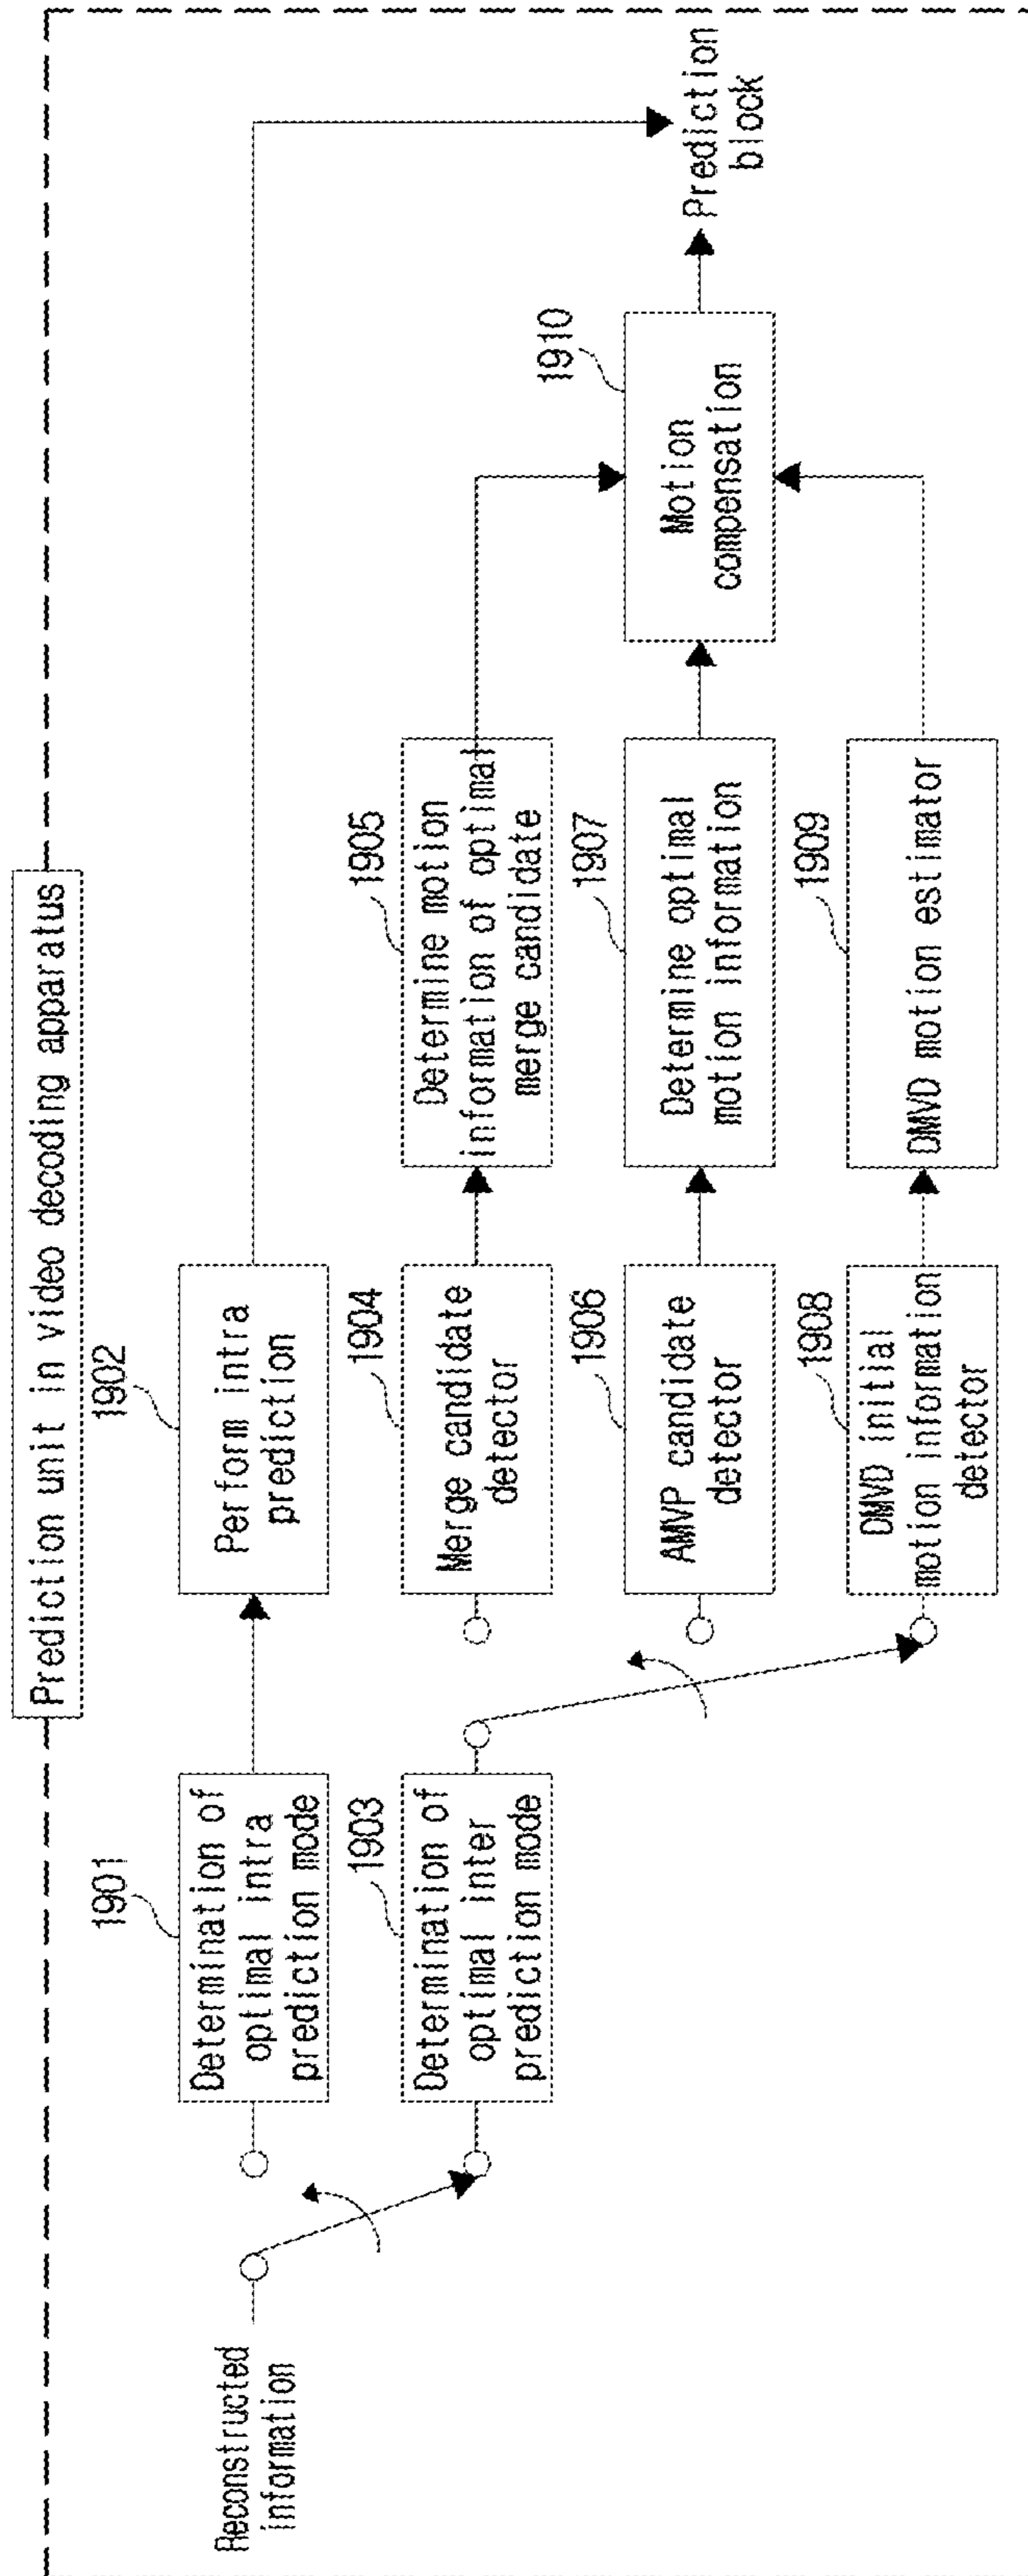 Prediction unit in video decoding apparatus
Reconstructed
information
1901
Determination of
optimal intra
prediction mode
1902
Perform intra
prediction
1903
Determination of
optimal inter
prediction mode
1904
Merge candidate
detector
1905
Determine motion
information of optimal
merge candidate
1906
AMVP candidate
detector
1907
Determine optimal
motion information
1908
DMVD initial
motion information
detector
1909
DMVD motion estimator
1910
Motion
compensation
Prediction
block